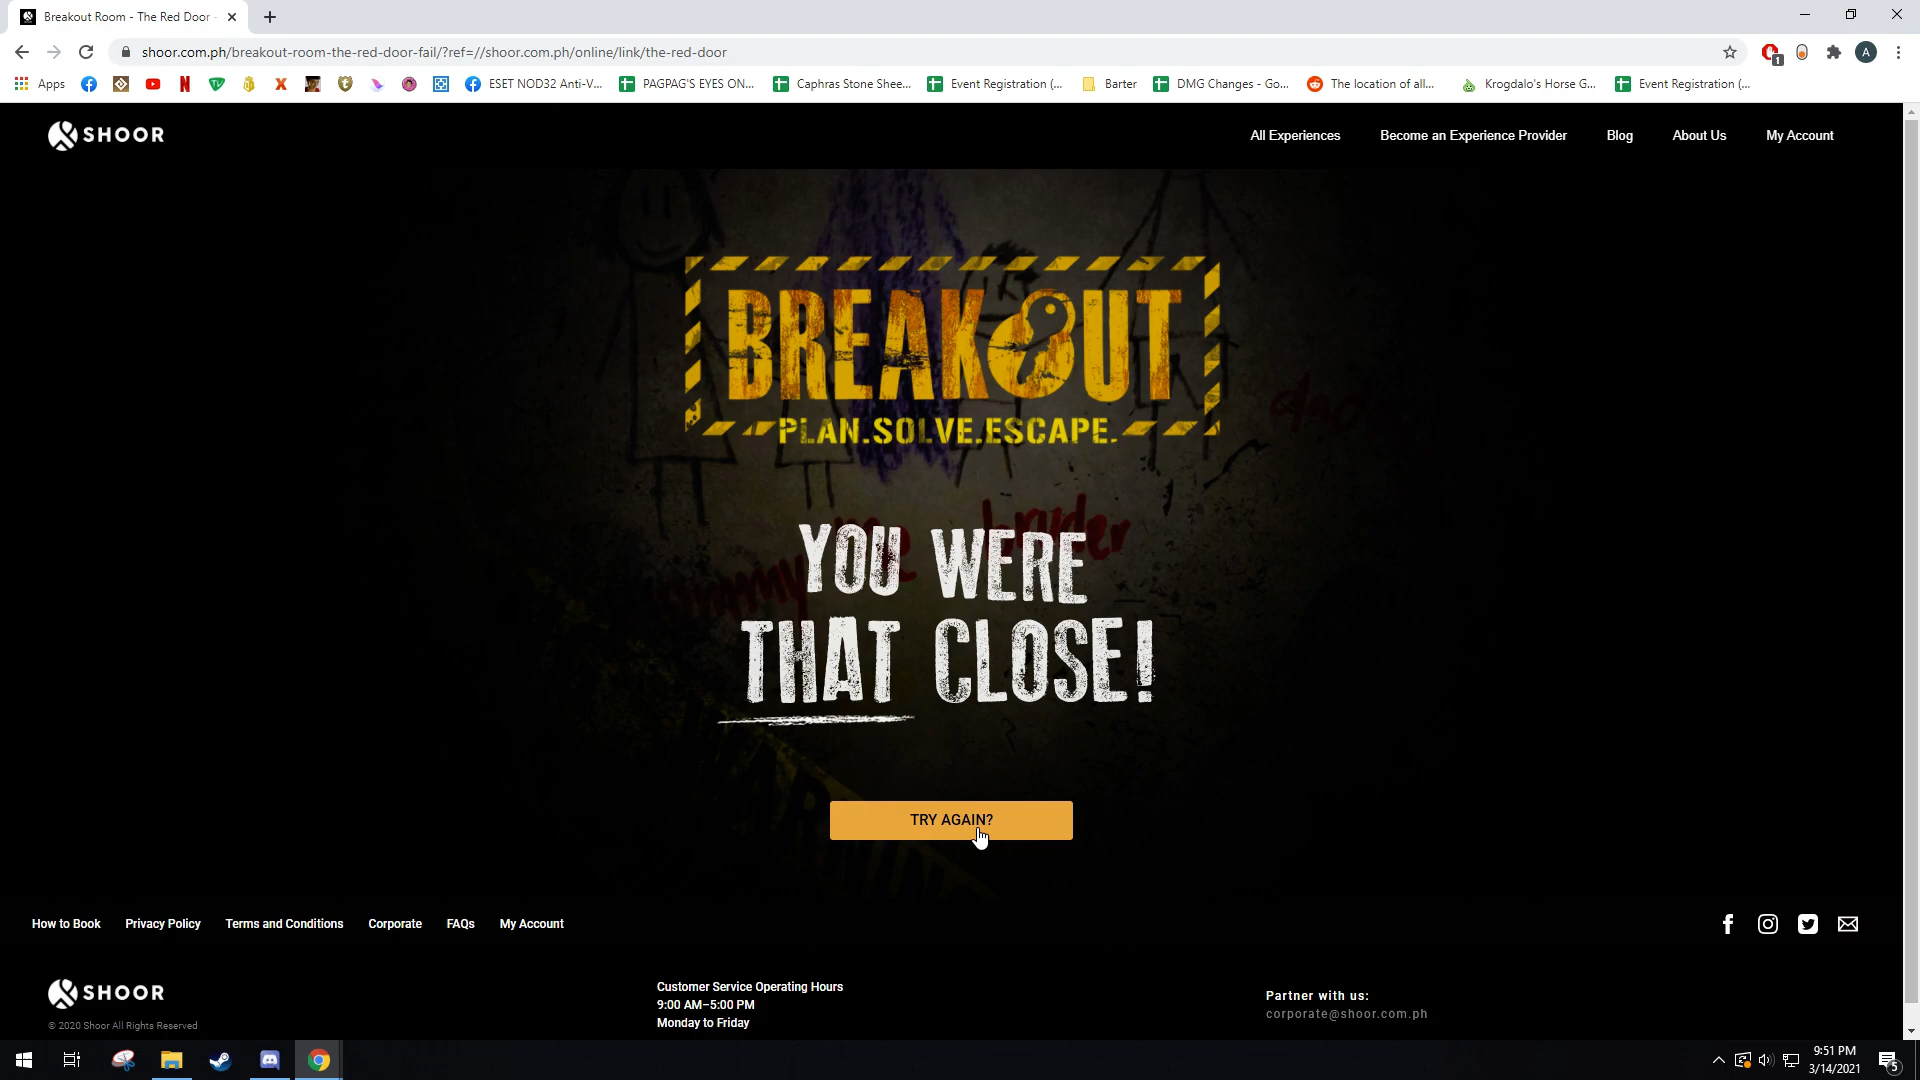 Breakout Room - The Red Door
shoor.com.ph/breakout-room-the-red-door-fail/?ref=//shoor.com.ph/online/link/the-red-door
1
A
Apps
TV
ESET NOD32 Anti-V...
PAGPAG'S EYES ON...
Caphras Stone Shee...
Event Registration (...
Barter
DMG Changes - Go...
The location of all...
Krogdalo's Horse G...
Event Registration (...
SHOOR
All Experiences
Become an Experience Provider
Blog
About Us
My Account
BREAKOUT
PLAN.SOLVE.ESCAPE.
YOU WERE
THAT CLOSE!
TRY AGAIN?
How to Book
Privacy Policy
Terms and Conditions
Corporate
FAQs
My Account
SHOOR
© 2020 Shoor All Rights Reserved
Customer Service Operating Hours
9:00 AM–5:00 PM
Monday to Friday
Partner with us:
corporate@shoor.com.ph
9:51 PM
3/14/2021
5